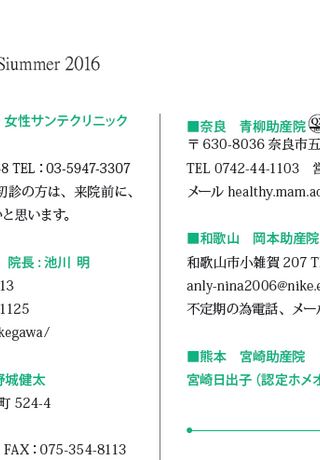 Siummer 2016
女性サンテクリニック
8 TEL：03-5947-3307
初診の方は、来院前に、
いと思います。
院長：池川 明
13
1125
kegawa/
野城健太
町 524-4
FAX：075-354-8113
■奈良 青柳助産院
〒630-8036 奈良市五
TEL 0742-44-1103
メール healthy.mam.ac
■和歌山 岡本助産院
和歌山市小雑賀 207 T
anly-nina2006@nike.e
不定期の為電話、メー
■熊本 宮崎助産院
宮崎日出子（認定ホメオ